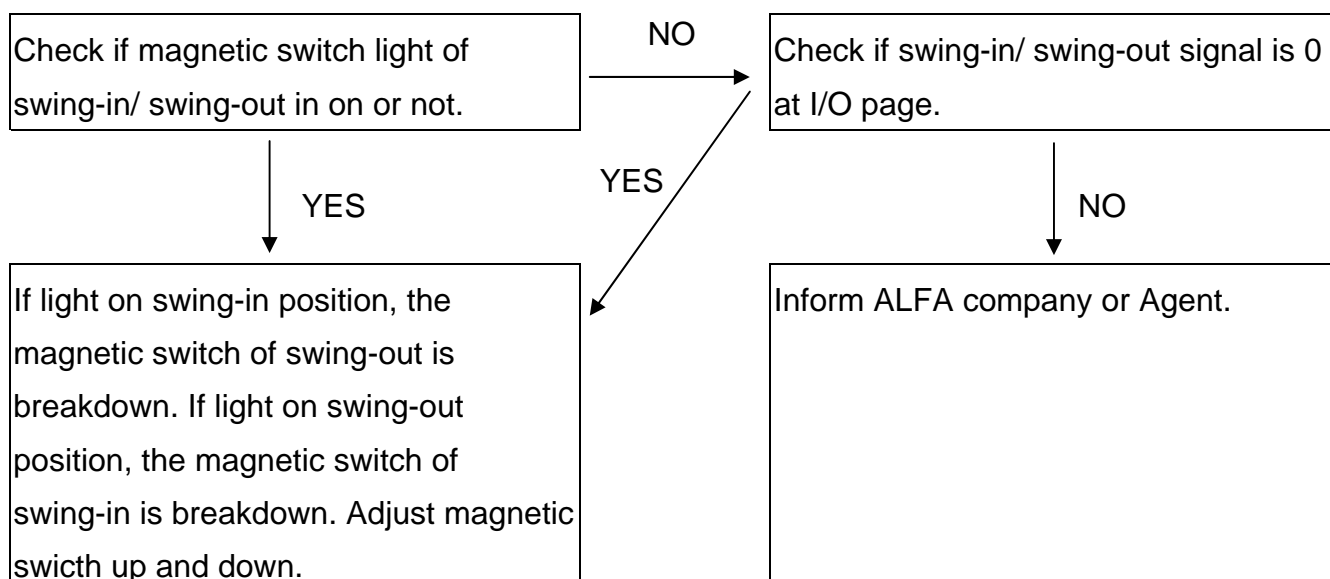 Check if magnetic switch light of
swing-in/ swing-out in on or not.
NO
Check if swing-in/ swing-out signal is 0
at I/O page.
YES
YES
NO
If light on swing-in position, the
magnetic switch of swing-out is
breakdown. If light on swing-out
position, the magnetic switch of
swing-in is breakdown. Adjust magnetic
swicth up and down.
Inform ALFA company or Agent.